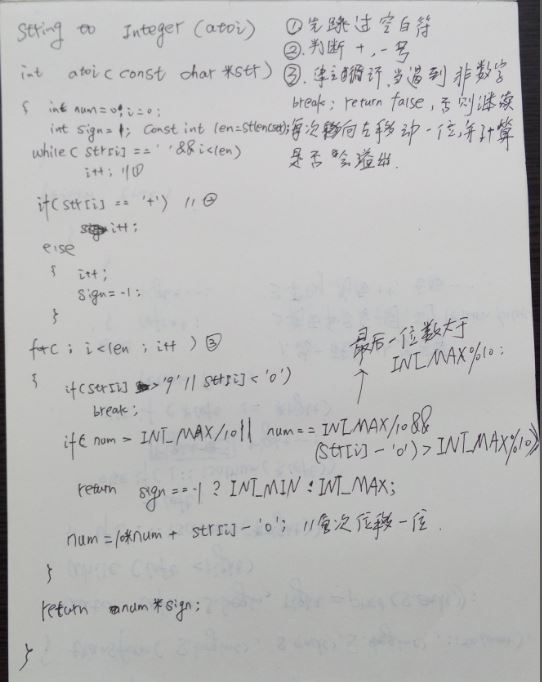 String to Integer (atoi)
① 先跳过空白符
② 判断 +, - 号
int atoi( const char *str)
③ 循环, 当遇到非数字
break; return false, 否则继续
{ int num=0; i=0;
int sign=1; const int len=strlen(str);
每次向左移动一位, 并计算
是否会溢出.
while( str[i]==' ' && i<len)
i++; //①
if( str[i] == '+') //②
i++;
else
{ i++;
sign=-1;
}
for( ; i<len ; i++ ) ③
最后一位数大于
INT_MAX%10:
{ if(str[i] > '9' || str[i]<'0')
break;
if( num > INT_MAX/10 || num== INT_MAX/10 &&
(str[i]-'0') > INT_MAX%10))
return sign==-1 ? INT_MIN : INT_MAX;
num=10*num + str[i]-'0'; //每次位移一位.
}
return num*sign;
}